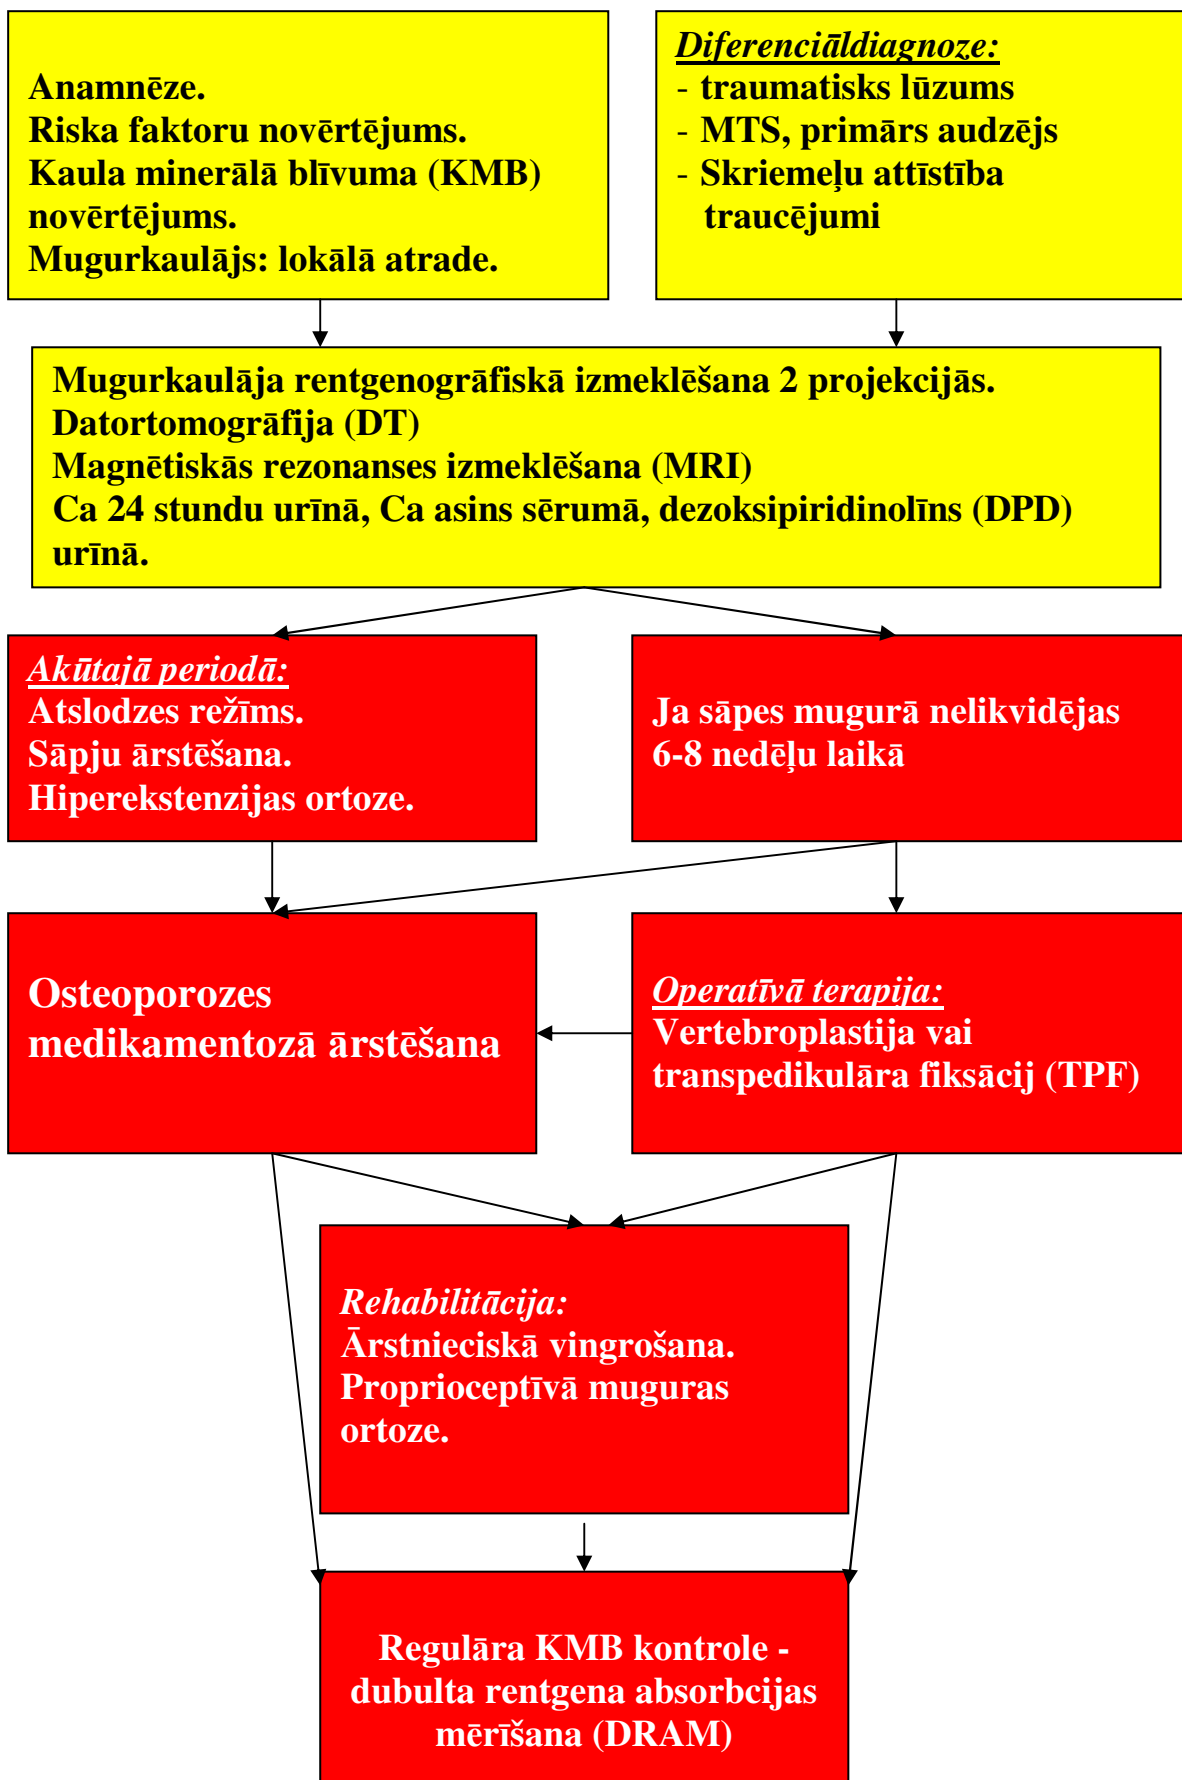 Anamnēze.
Riska faktoru novērtējums.
Kaula minerālā blīvuma (KMB)
novērtējums.
Mugurkaulājs: lokālā atrade.
Diferenciāldiagnoze:
- traumatisks lūzums
- MTS, primārs audzējs
- Skriemeļu attīstība
traucējumi
Mugurkaulāja rentgenogrāfiskā izmeklēšana 2 projekcijās.
Datortomogrāfija (DT)
Magnētiskās rezonanses izmeklēšana (MRI)
Ca 24 stundu urīnā, Ca asins sērumā, dezoksipiridinolīns (DPD)
urīnā.
Akūtajā periodā:
Atslodzes režīms.
Sāpju ārstēšana.
Hiperekstenzijas ortoze.
Ja sāpes mugurā nelikvidējas
6-8 nedēļu laikā
Osteoporozes
medikamentozā ārstēšana
Operatīvā terapija:
Vertebroplastija vai
transpedikulāra fiksācij (TPF)
Rehabilitācija:
Ārstnieciskā vingrošana.
Proprioceptīvā muguras
ortoze.
Regulāra KMB kontrole -
dubulta rentgena absorbcijas
mērīšana (DRAM)